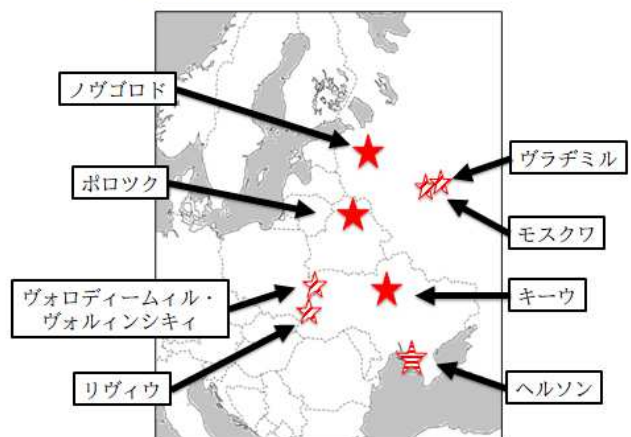 ノヴゴロド
ポロツク
ヴォロディームィル・
ヴォルィンシキィ
リヴィウ
ヴラヂミル
モスクワ
キーウ
ヘルソン